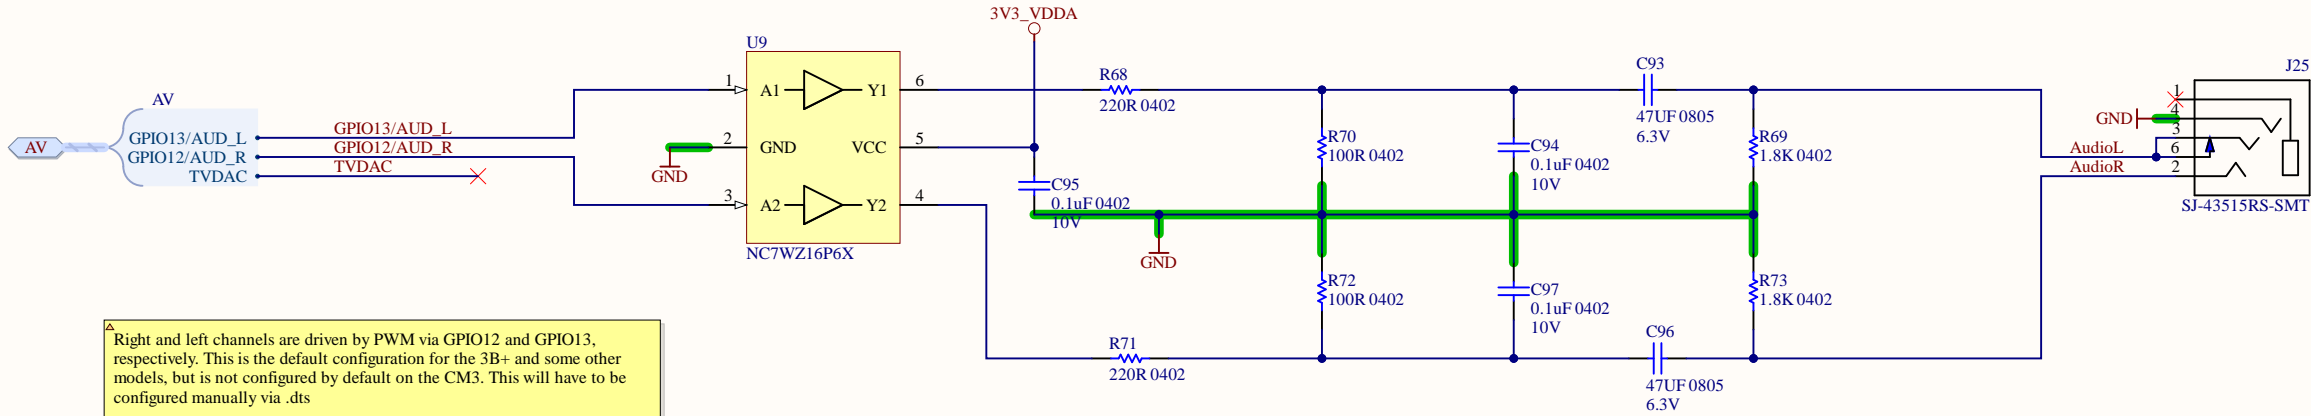 3V3_VDDA
U9
1
A1
Y1
6
2
GND
VCC
5
3
A2
Y2
4
NC7WZ16P6X
GND
AV
AV
GPIO13/AUD_L
GPIO12/AUD_R
TVDAC
GPIO13/AUD_L
GPIO12/AUD_R
TVDAC
R68
220R 0402
C95
0.1uF 0402
10V
GND
R70
100R 0402
R72
100R 0402
C94
0.1uF 0402
10V
C97
0.1uF 0402
10V
C93
47UF 0805
6.3V
R69
1.8K 0402
R73
1.8K 0402
R71
220R 0402
C96
47UF 0805
6.3V
J25
1
GND
4
3
AudioL
6
AudioR
2
SJ-43515RS-SMT
Right and left channels are driven by PWM via GPIO12 and GPIO13,
respectively. This is the default configuration for the 3B+ and some other
models, but is not configured by default on the CM3. This will have to be
configured manually via .dts